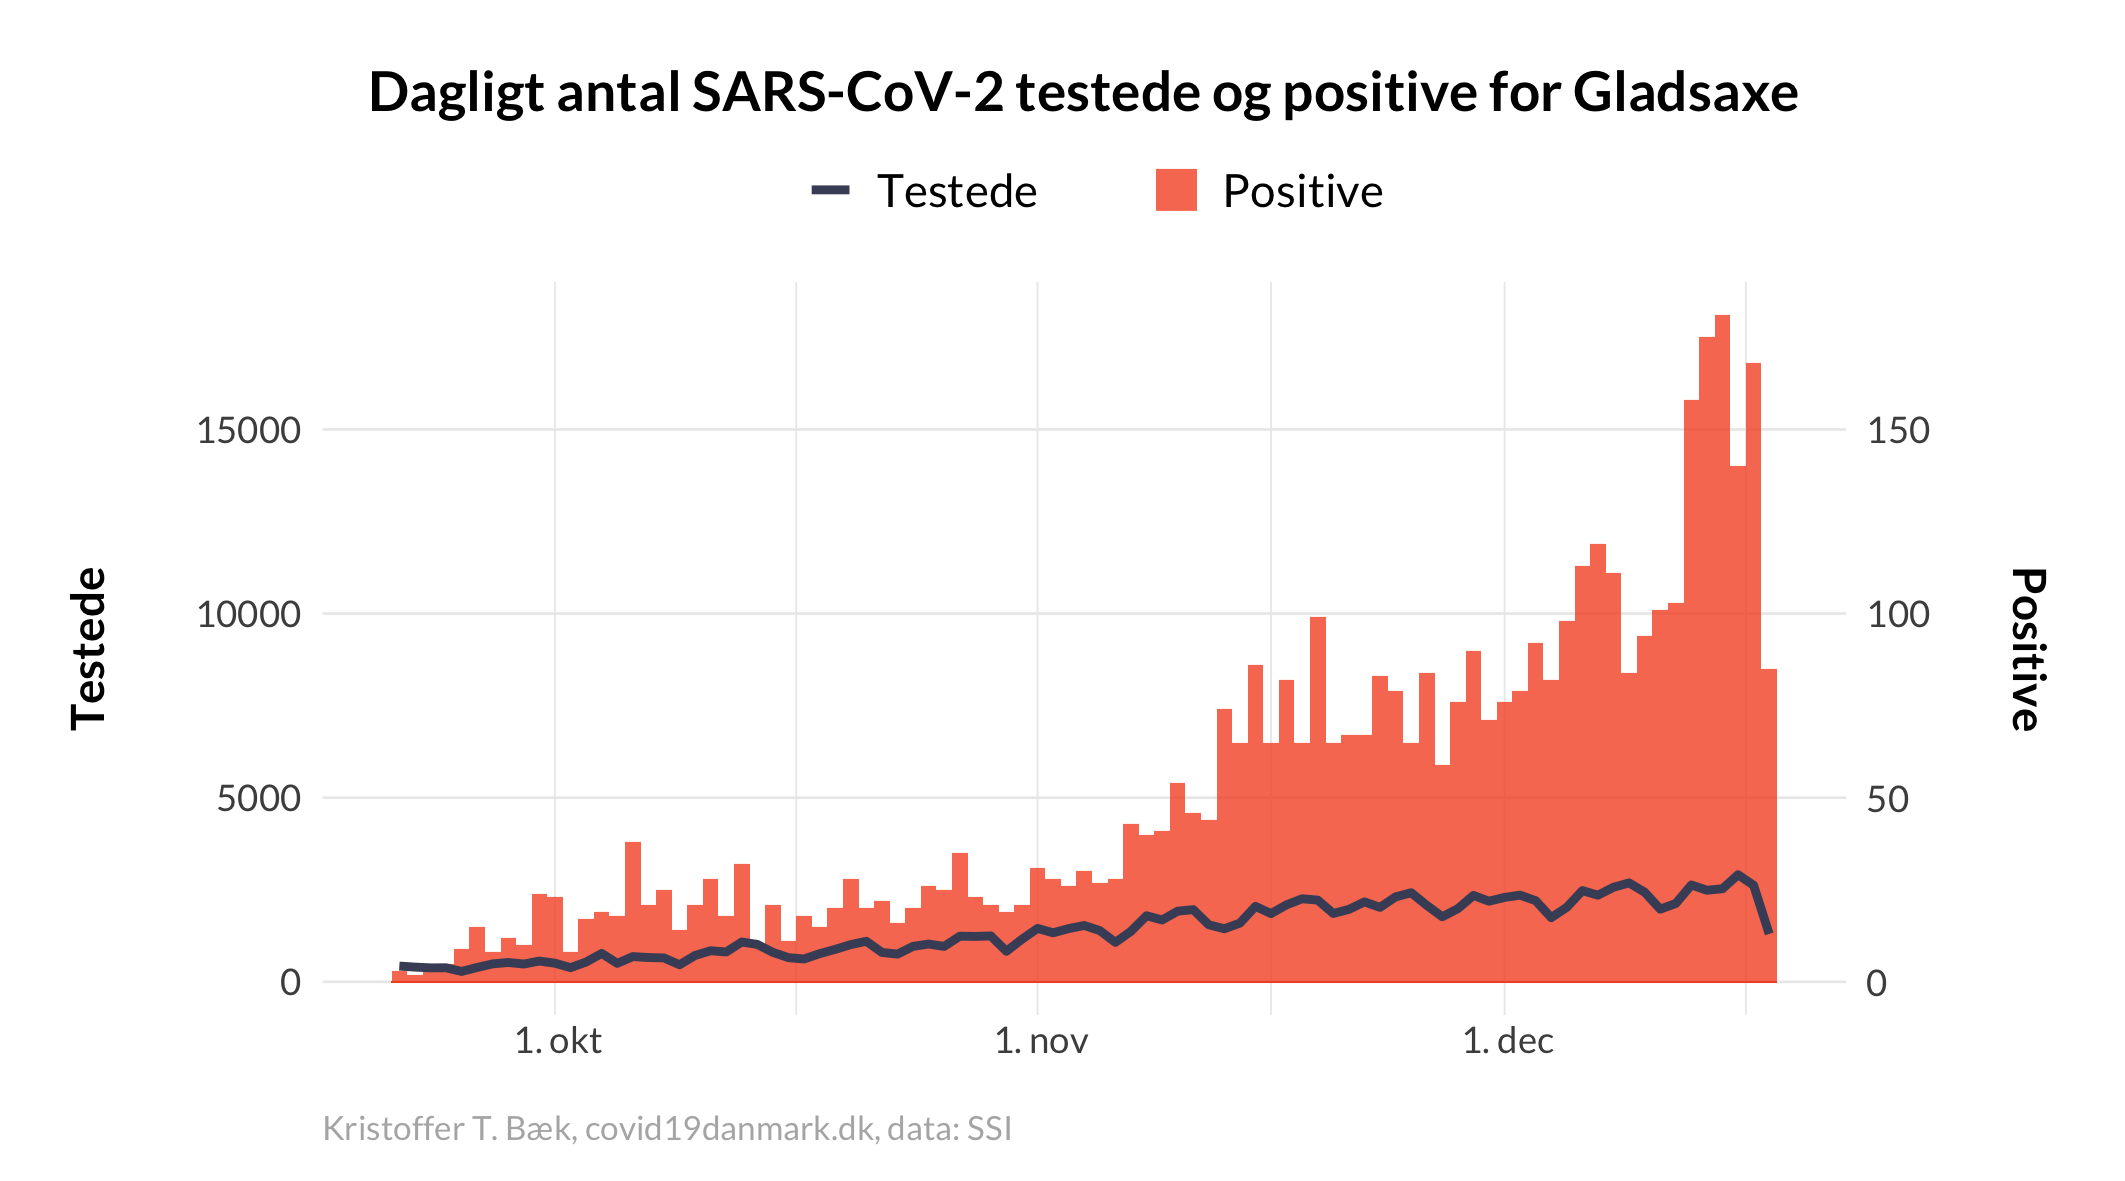 Dagligt antal SARS-CoV-2 testede og positive for Gladsaxe
Testede
Positive
Testede
15000
10000
5000
0
150
100
50
0
Positive
1. okt
1. nov
1. dec
Kristoffer T. Bæk, covid19danmark.dk, data: SSI